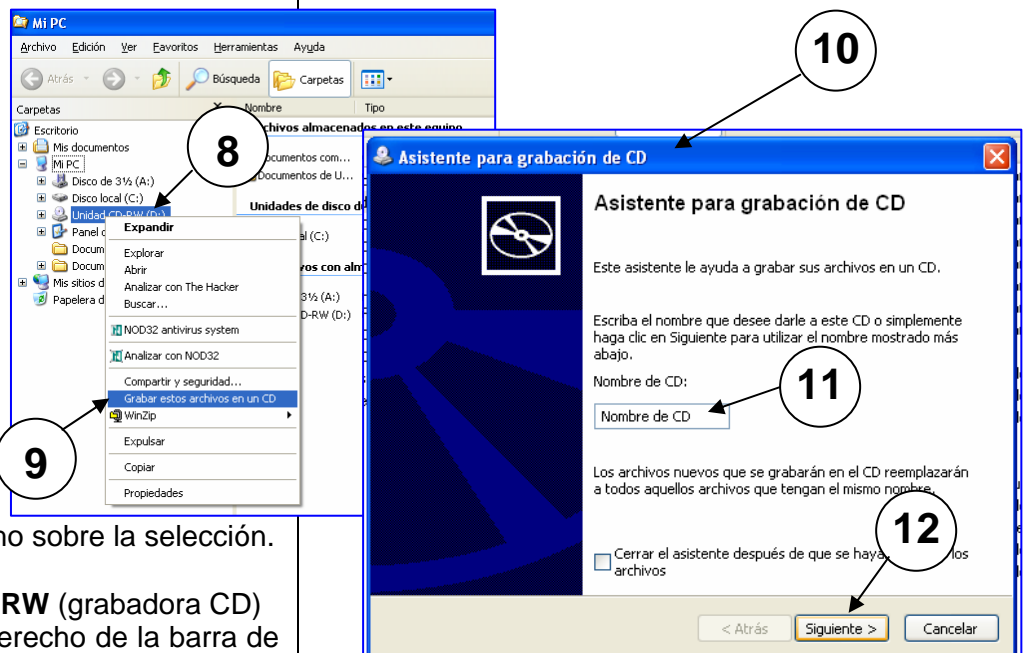 Mi PC
Archivo Edición Ver Favoritos Herramientas Ayuda
Atrás Búsqueda Carpetas
Carpetas X Nombre Tipo
Escritorio
Mis documentos
Mi PC
Disco de 3½ (A:)
Disco local (C:)
Unidad CD-RW (D:)
Panel
Docum
Docum
Mis sitios d
Papelera d
chivos almacenados en este equipo
ocumentos com...
Documentos de U...
Unidades de disco d
al (C:)
vos con alm
3½ (A:)
D-RW (D:)
8
Expandir
Explorar
Abrir
Analizar con The Hacker
Buscar...
NOD32 antivirus system
Analizar con NOD32
Compartir y seguridad...
Grabar estos archivos en un CD
WinZip
Expulsar
Copiar
Propiedades
9
no sobre la selección.
RW (grabadora CD)
erecho de la barra de
10
Asistente para grabación de CD
Asistente para grabación de CD
Este asistente le ayuda a grabar sus archivos en un CD.
Escriba el nombre que desee darle a este CD o simplemente
haga clic en Siguiente para utilizar el nombre mostrado más
abajo.
Nombre de CD:
11
Nombre de CD
Los archivos nuevos que se grabarán en el CD reemplazarán
a todos aquellos archivos que tengan el mismo nombre.
12
Cerrar el asistente después de que se haya los
archivos
< Atrás Siguiente > Cancelar